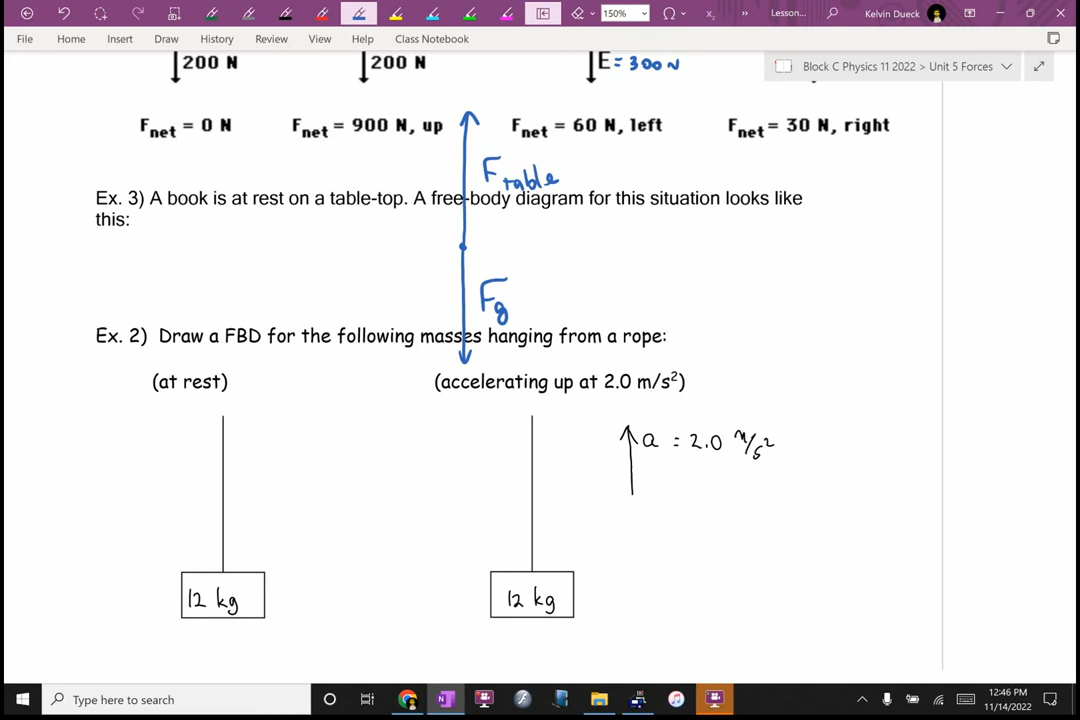 150%
Lesson...
Kelvin Dueck
File Home Insert Draw History Review View Help Class Notebook
Block C Physics 11 2022 > Unit 5 Forces
200 N 200 N E = 300 N
Fnet = 0 N Fnet = 900 N, up Fnet = 60 N, left Fnet = 30 N, right
Ftable
Ex. 3) A book is at rest on a table-top. A free-body diagram for this situation looks like
this:
Fg
Ex. 2) Draw a FBD for the following masses hanging from a rope:
(at rest) (accelerating up at 2.0 m/s²)
a = 2.0 m/s²
12 kg 12 kg
Type here to search
12:46 PM
11/14/2022